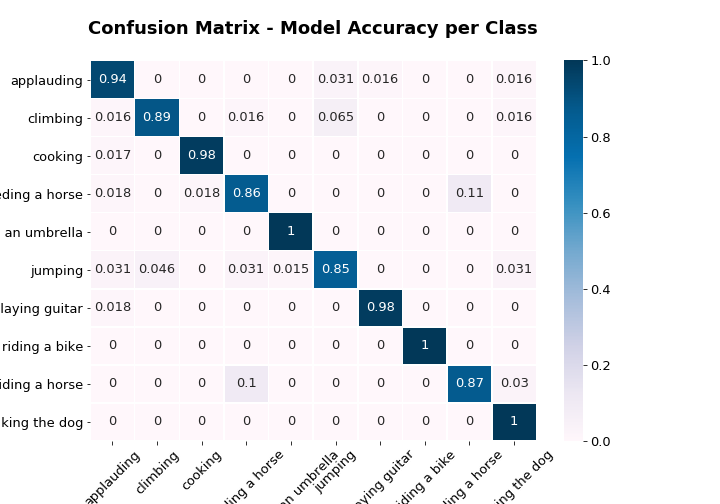 Confusion Matrix - Model Accuracy per Class
applauding 0.94 0 0 0 0 0.031 0.016 0 0 0.016
climbing 0.016 0.89 0 0.016 0 0.065 0 0 0 0.016
cooking 0.017 0 0.98 0 0 0 0 0 0 0
eding a horse 0.018 0 0.018 0.86 0 0 0 0 0.11 0
an umbrella 0 0 0 0 1 0 0 0 0 0
jumping 0.031 0.046 0 0.031 0.015 0.85 0 0 0 0.031
laying guitar 0.018 0 0 0 0 0 0.98 0 0 0
riding a bike 0 0 0 0 0 0 0 1 0 0
iding a horse 0 0 0 0.1 0 0 0 0 0.87 0.03
king the dog 0 0 0 0 0 0 0 0 0 1
applauding climbing cooking ding a horse an umbrella jumping aying guitar iding a bike ding a horse ing the dog
1.0
0.8
0.6
0.4
0.2
0.0